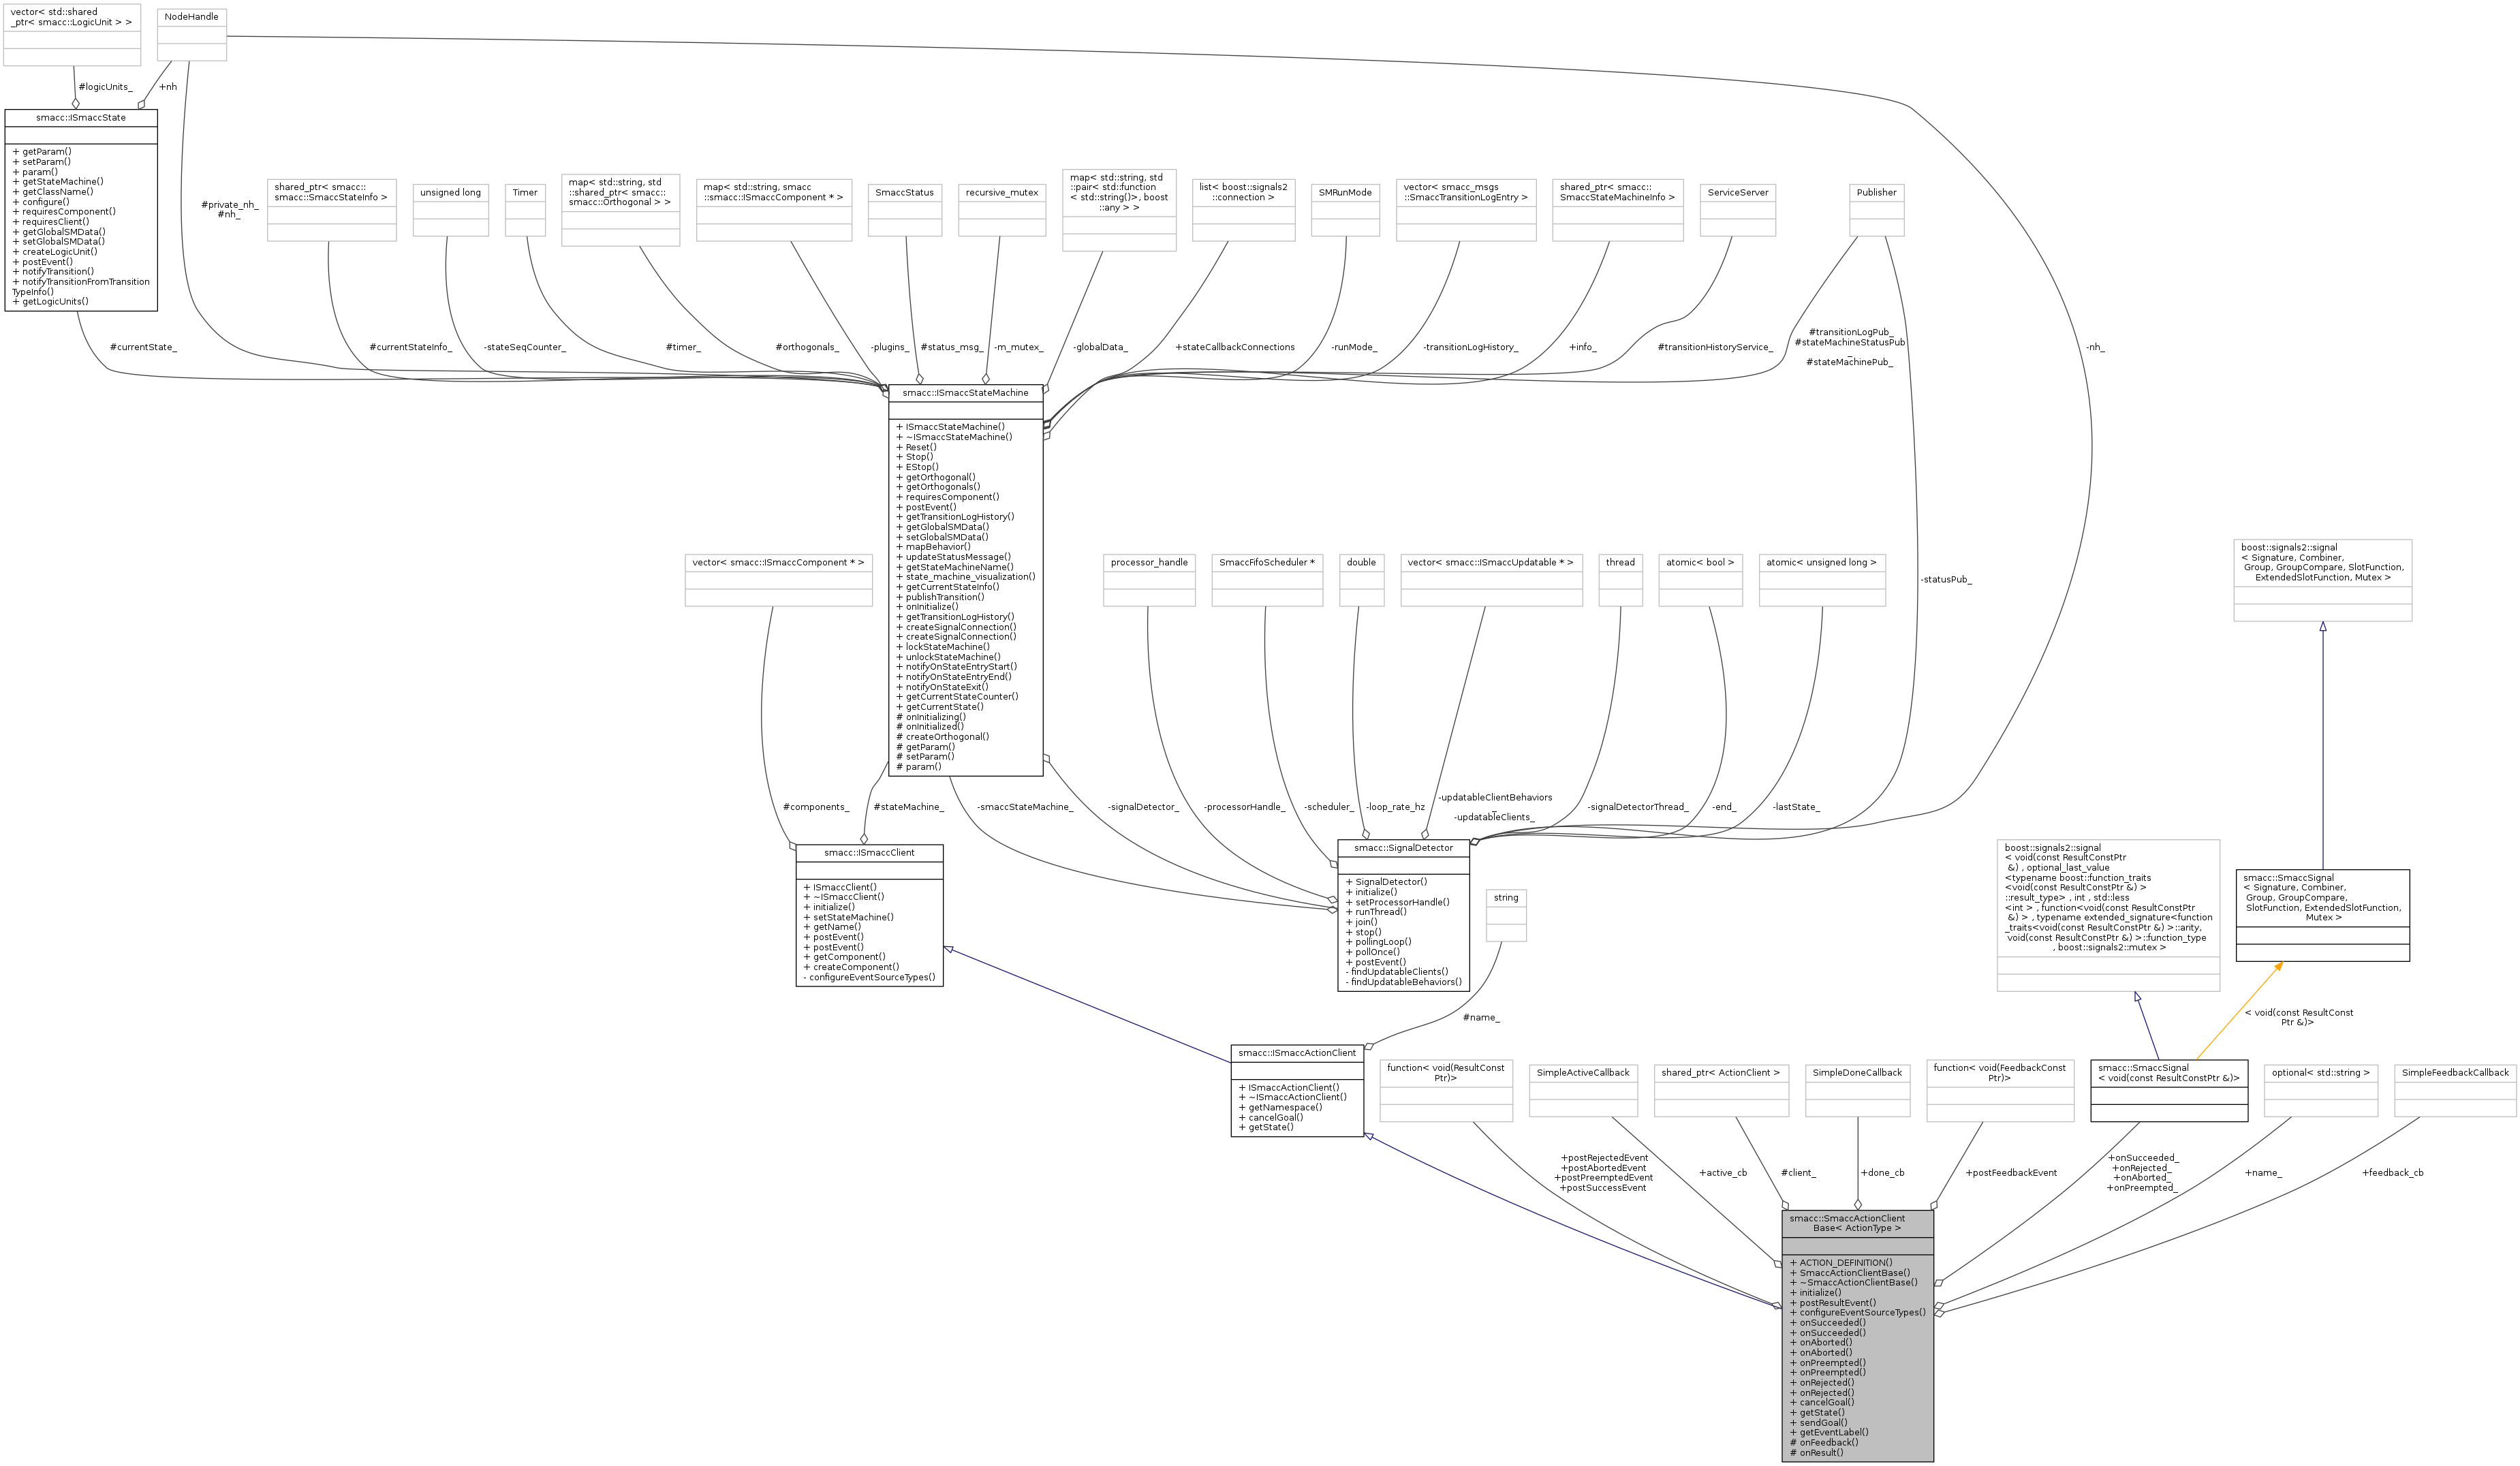 vector< std::shared
_ptr< smacc::LogicUnit > >
NodeHandle
#logicUnits_
+nh
smacc::ISmaccState
+ getParam()
+ setParam()
+ param()
+ getStateMachine()
+ getClassName()
+ configure()
+ requiresComponent()
+ requiresClient()
+ getGlobalSMData()
+ setGlobalSMData()
+ createLogicUnit()
+ postEvent()
+ notifyTransition()
+ notifyTransitionFromTransition
TypeInfo()
+ getLogicUnits()
#private_nh_
#nh_
shared_ptr< smacc::
smacc::SmaccStateInfo >
unsigned long
Timer
map< std::string, std
::shared_ptr< smacc::
smacc::Orthogonal > >
map< std::string, smacc
::smacc::ISmaccComponent * >
SmaccStatus
recursive_mutex
map< std::string, std
::pair< std::function
< std::string()>, boost
::any > >
list< boost::signals2
::connection >
SMRunMode
vector< smacc_msgs
::SmaccTransitionLogEntry >
shared_ptr< smacc::
SmaccStateMachineInfo >
ServiceServer
Publisher
#currentState_
#currentStateInfo_
-stateSeqCounter_
#timer_
#orthogonals_
-plugins_
#status_msg_
-m_mutex_
-globalData_
+stateCallbackConnections
-runMode_
-transitionLogHistory_
+info_
#transitionHistoryService_
#transitionLogPub_
#stateMachineStatusPub
_
#stateMachinePub_
-nh_
smacc::ISmaccStateMachine
+ ISmaccStateMachine()
+ ~ISmaccStateMachine()
+ Reset()
+ Stop()
+ EStop()
+ getOrthogonal()
+ getOrthogonals()
+ requiresComponent()
+ postEvent()
+ getTransitionLogHistory()
+ getGlobalSMData()
+ setGlobalSMData()
+ mapBehavior()
+ updateStatusMessage()
+ getStateMachineName()
+ state_machine_visualization()
+ getCurrentStateInfo()
+ publishTransition()
+ onInitialize()
+ getTransitionLogHistory()
+ createSignalConnection()
+ createSignalConnection()
+ lockStateMachine()
+ unlockStateMachine()
+ notifyOnStateEntryStart()
+ notifyOnStateEntryEnd()
+ notifyOnStateExit()
+ getCurrentStateCounter()
+ getCurrentState()
# onInitializing()
# onInitialized()
# createOrthogonal()
# getParam()
# setParam()
# param()
vector< smacc::ISmaccComponent * >
processor_handle
SmaccFifoScheduler *
double
vector< smacc::ISmaccUpdatable * >
thread
atomic< bool >
atomic< unsigned long >
-statusPub_
boost::signals2::signal
< Signature, Combiner,
Group, GroupCompare, SlotFunction,
ExtendedSlotFunction, Mutex >
#components_
#stateMachine_
-smaccStateMachine_
-signalDetector_
-processorHandle_
-scheduler_
-loop_rate_hz
-updatableClientBehaviors
_
-updatableClients_
-signalDetectorThread_
-end_
-lastState_
smacc::ISmaccClient
+ ISmaccClient()
+ ~ISmaccClient()
+ initialize()
+ setStateMachine()
+ getName()
+ postEvent()
+ postEvent()
+ getComponent()
+ createComponent()
- configureEventSourceTypes()
smacc::SignalDetector
+ SignalDetector()
+ initialize()
+ setProcessorHandle()
+ runThread()
+ join()
+ stop()
+ pollingLoop()
+ pollOnce()
+ postEvent()
- findUpdatableClients()
- findUpdatableBehaviors()
string
#name_
boost::signals2::signal
< void(const ResultConstPtr
&) , optional_last_value
<typename boost::function_traits
<void(const ResultConstPtr &) >
::result_type> , int , std::less
<int > , function<void(const ResultConstPtr
&) > , typename extended_signature<function
_traits<void(const ResultConstPtr &) >::arity,
void(const ResultConstPtr &) >::function_type
, boost::signals2::mutex >
smacc::SmaccSignal
< Signature, Combiner,
Group, GroupCompare,
SlotFunction, ExtendedSlotFunction,
Mutex >
< void(const ResultConst
Ptr &)>
smacc::ISmaccActionClient
+ ISmaccActionClient()
+ ~ISmaccActionClient()
+ getNamespace()
+ cancelGoal()
+ getState()
function< void(ResultConst
Ptr)>
SimpleActiveCallback
shared_ptr< ActionClient >
SimpleDoneCallback
function< void(FeedbackConst
Ptr)>
smacc::SmaccSignal
< void(const ResultConstPtr &)>
optional< std::string >
SimpleFeedbackCallback
+postRejectedEvent
+postAbortedEvent
+postPreemptedEvent
+postSuccessEvent
+active_cb
#client_
+done_cb
+postFeedbackEvent
+onSucceeded_
+onRejected_
+onAborted_
+onPreempted_
+name_
+feedback_cb
smacc::SmaccActionClient
Base< ActionType >
+ ACTION_DEFINITION()
+ SmaccActionClientBase()
+ ~SmaccActionClientBase()
+ initialize()
+ postResultEvent()
+ configureEventSourceTypes()
+ onSucceeded()
+ onSucceeded()
+ onAborted()
+ onAborted()
+ onPreempted()
+ onPreempted()
+ onRejected()
+ onRejected()
+ cancelGoal()
+ getState()
+ sendGoal()
+ getEventLabel()
# onFeedback()
# onResult()